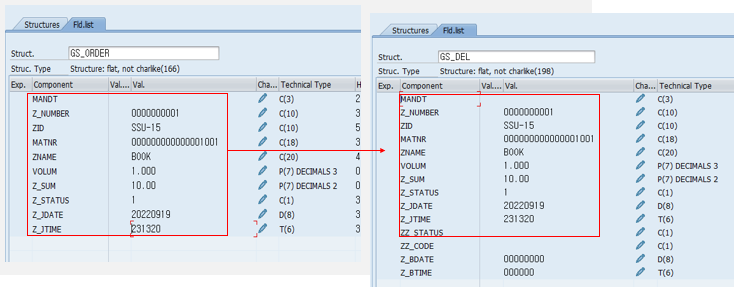 Structures Fld.list
Struct. GS_ORDER
Struc. Type Structure: flat, not charlike(166)
Exp. Component Val.... Val. Cha... Technical Type H
MANDT C(3) 2
Z_NUMBER 0000000001 C(10) 3
ZID SSU-15 C(10) 5
MATNR 000000000000001001 C(18) 3
ZNAME BOOK C(20) 4
VOLUM 1.000 P(7) DECIMALS 3 0
Z_SUM 10.00 P(7) DECIMALS 2 0
Z_STATUS 1 C(1) 3
Z_JDATE 20220919 D(8) 3
Z_JTIME 231320 T(6) 3
Structures Fld.list
Struct. GS_DEL
Struc. Type Structure: flat, not charlike(198)
Exp. Component Val.... Val. Cha... Technical Type
MANDT C(3)
Z_NUMBER 0000000001 C(10)
ZID SSU-15 C(10)
MATNR 000000000000001001 C(18)
ZNAME BOOK C(20)
VOLUM 1.000 P(7) DECIMALS 3
Z_SUM 10.00 P(7) DECIMALS 2
Z_STATUS 1 C(1)
Z_JDATE 20220919 D(8)
Z_JTIME 231320 T(6)
ZZ_STATUS C(1)
ZZ_CODE C(1)
Z_BDATE 00000000 D(8)
Z_BTIME 000000 T(6)